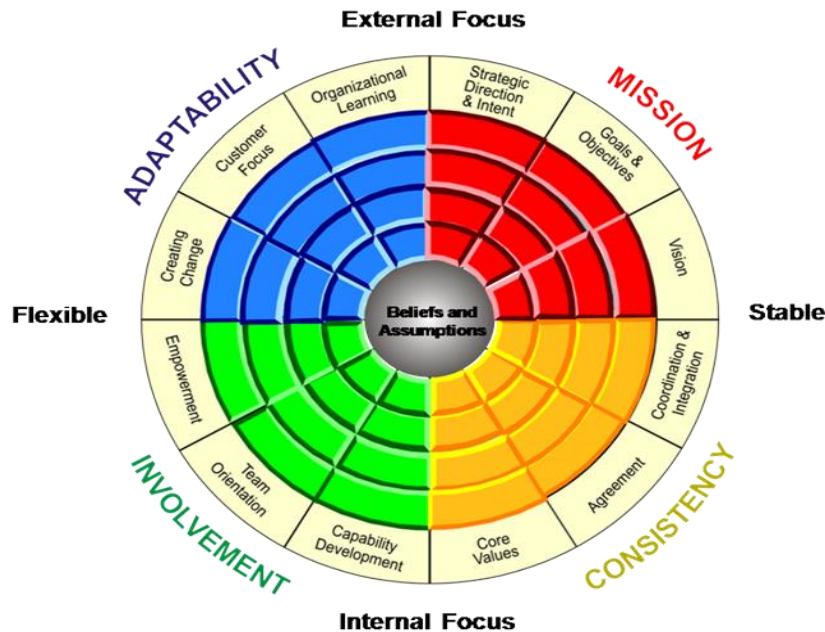 External Focus
ADAPTABILITY
MISSION
Organizational
Learning
Strategic
Direction
& Intent
Customer
Focus
Goals &
Objectives
Creating
Change
Vision
Flexible
Beliefs and
Assumptions
Stable
Empowerment
Coordination &
Integration
Team
Orientation
Agreement
Capability
Development
Core
Values
INVOLVEMENT
CONSISTENCY
Internal Focus